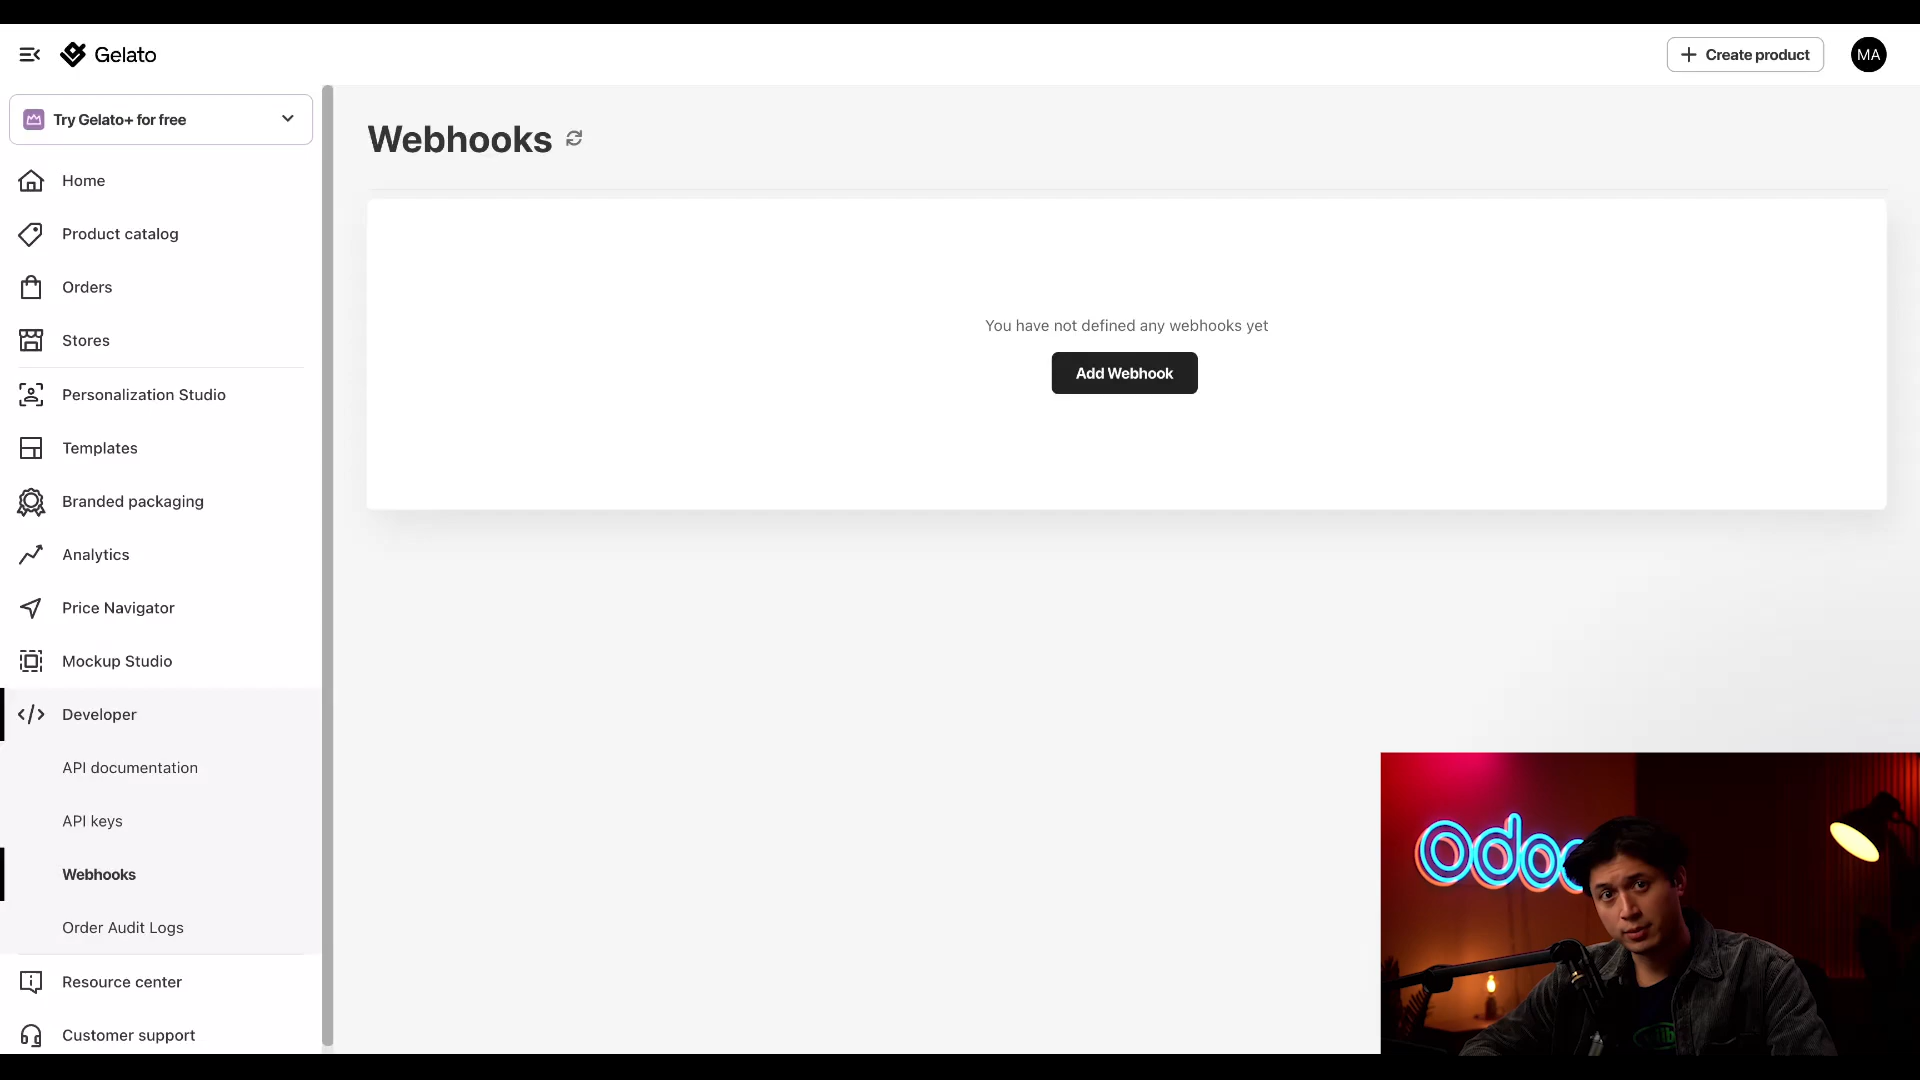 Gelato
Create product
MA
Try Gelato+ for free
Home
Product catalog
Orders
Stores
Personalization Studio
Templates
Branded packaging
Analytics
Price Navigator
Mockup Studio
Developer
API documentation
API keys
Webhooks
Order Audit Logs
Resource center
Customer support
Webhooks
You have not defined any webhooks yet
Add Webhook